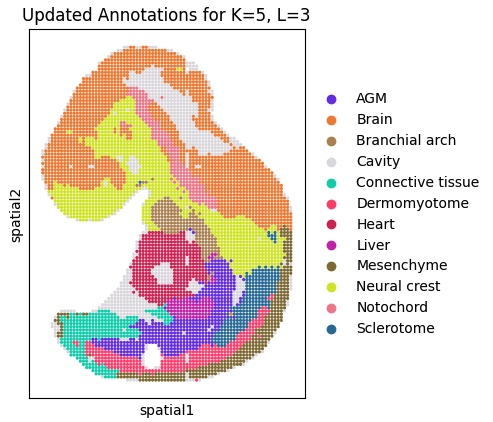 Updated Annotations for K=5, L=3
spatial2
spatial1
AGM
Brain
Branchial arch
Cavity
Connective tissue
Dermomyotome
Heart
Liver
Mesenchyme
Neural crest
Notochord
Sclerotome